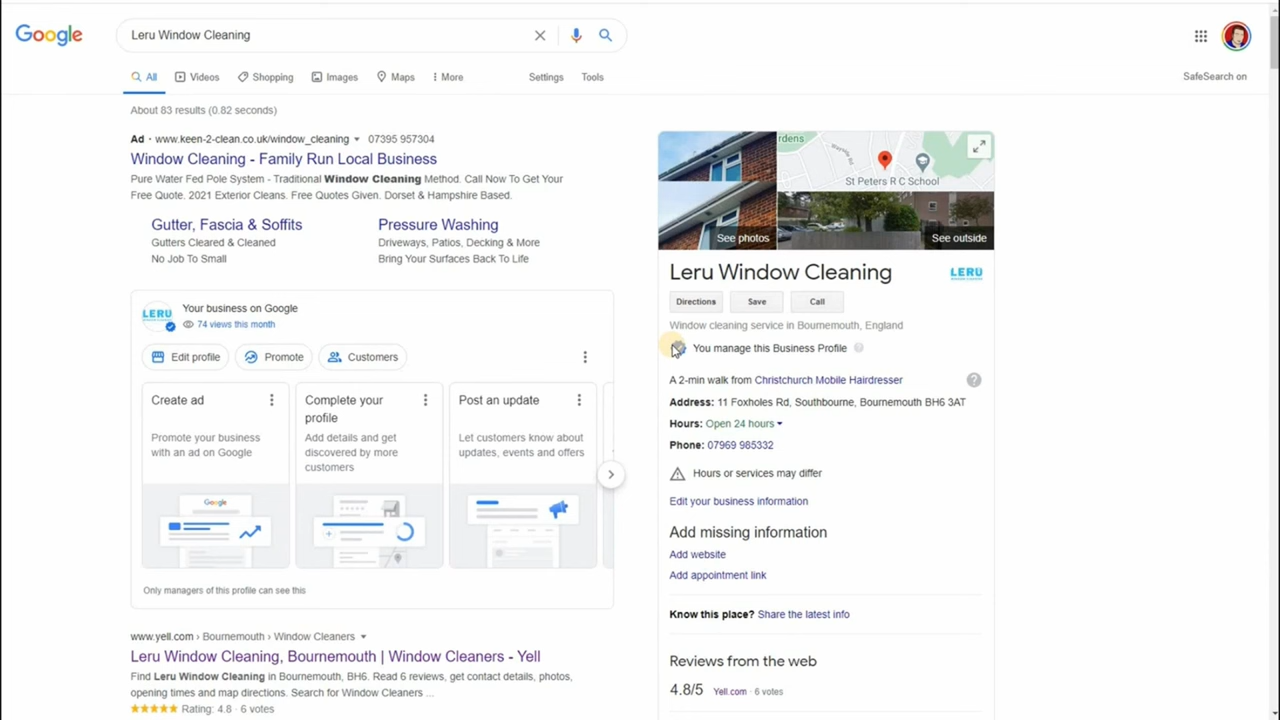 Google
Leru Window Cleaning
All
Videos
Shopping
Images
Maps
More
Settings
Tools
SafeSearch on
About 83 results (0.82 seconds)
Ad · www.keen-2-clean.co.uk/window_cleaning 07395 957304
Window Cleaning - Family Run Local Business
Pure Water Fed Pole System - Traditional Window Cleaning Method. Call Now To Get Your
Free Quote. 2021 Exterior Cleans. Free Quotes Given. Dorset & Hampshire Based.
Gutter, Fascia & Soffits
Gutters Cleared & Cleaned
No Job To Small
Pressure Washing
Driveways, Patios, Decking & More
Bring Your Surfaces Back To Life
LERU
Your business on Google
74 views this month
Edit profile
Promote
Customers
Create ad
Promote your business
with an ad on Google
Google
Complete your
profile
Add details and get
discovered by more
customers
Post an update
Let customers know about
updates, events and offers
Only managers of this profile can see this
www.yell.com › Bournemouth › Window Cleaners
Leru Window Cleaning, Bournemouth | Window Cleaners - Yell
Find Leru Window Cleaning in Bournemouth, BH6. Read 6 reviews, get contact details, photos,
opening times and map directions. Search for Window Cleaners ...
Rating: 4.8 · 6 votes
rdens
St Peters R C School
See photos
See outside
Leru Window Cleaning
LERU
Directions
Save
Call
Window cleaning service in Bournemouth, England
You manage this Business Profile
A 2-min walk from Christchurch Mobile Hairdresser
Address: 11 Foxholes Rd, Southbourne, Bournemouth BH6 3AT
Hours: Open 24 hours
Phone: 07969 985332
Hours or services may differ
Edit your business information
Add missing information
Add website
Add appointment link
Know this place? Share the latest info
Reviews from the web
4.8/5 Yell.com · 6 votes